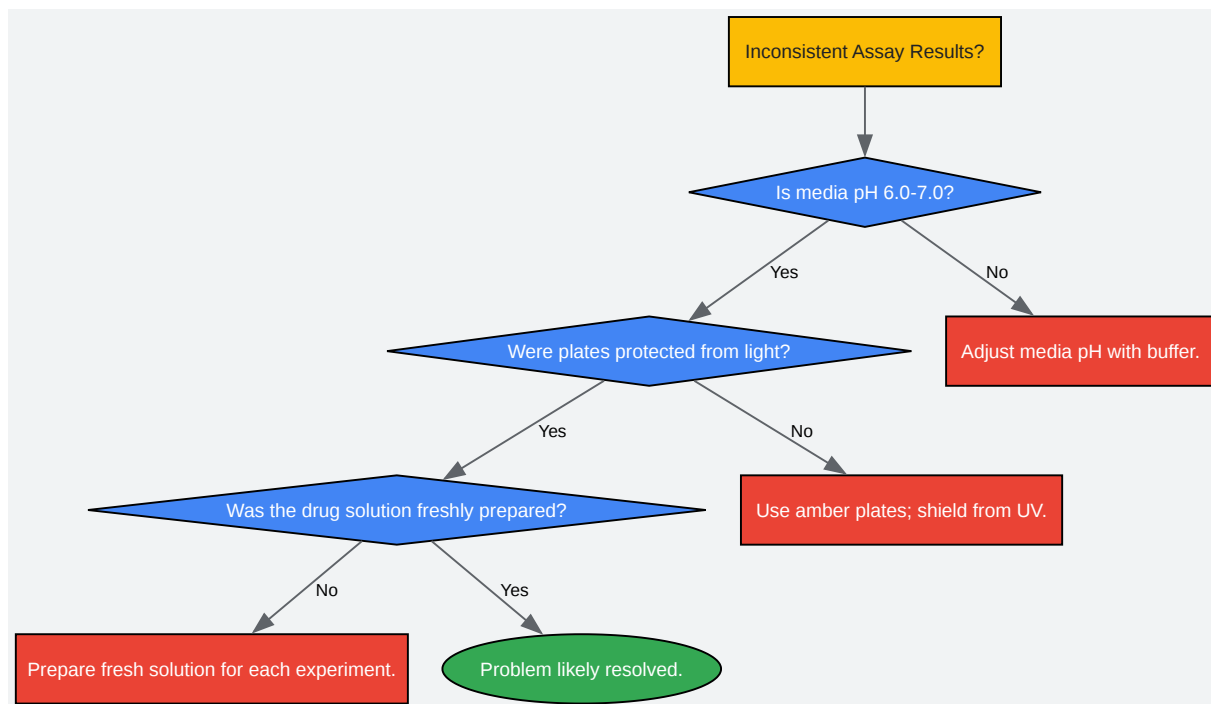 Inconsistent Assay Results?
Is media pH 6.0-7.0?
Yes
No
Were plates protected from light?
Adjust media pH with buffer.
Yes
No
Was the drug solution freshly prepared?
Use amber plates; shield from UV.
No
Yes
Prepare fresh solution for each experiment.
Problem likely resolved.